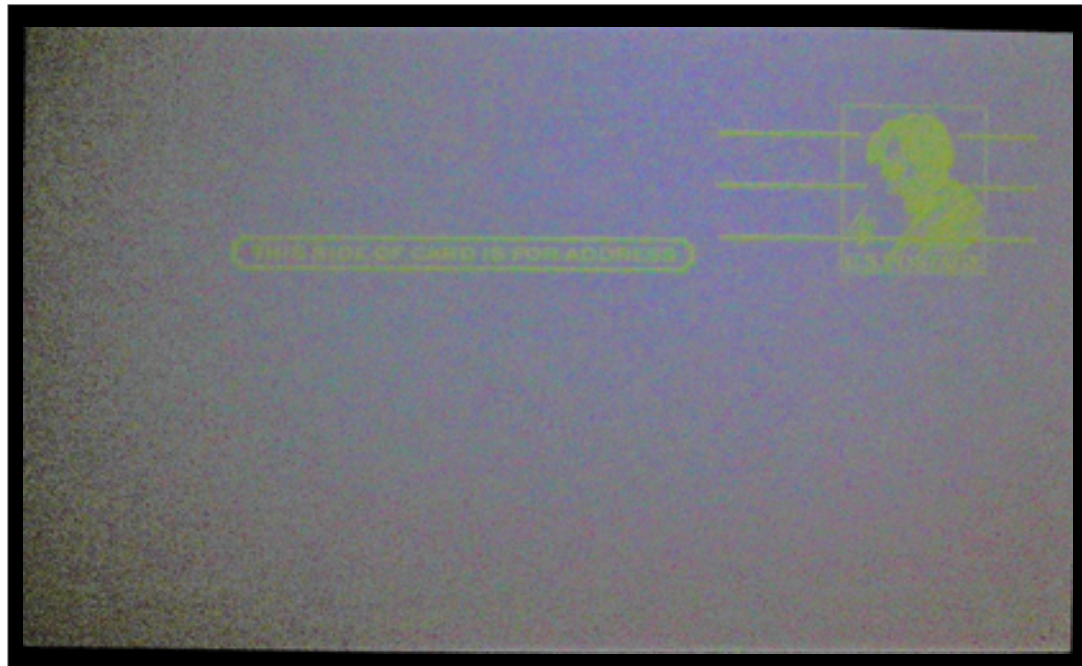 THIS SIDE OF CARD IS FOR ADDRESS
4¢
U.S. POSTAGE